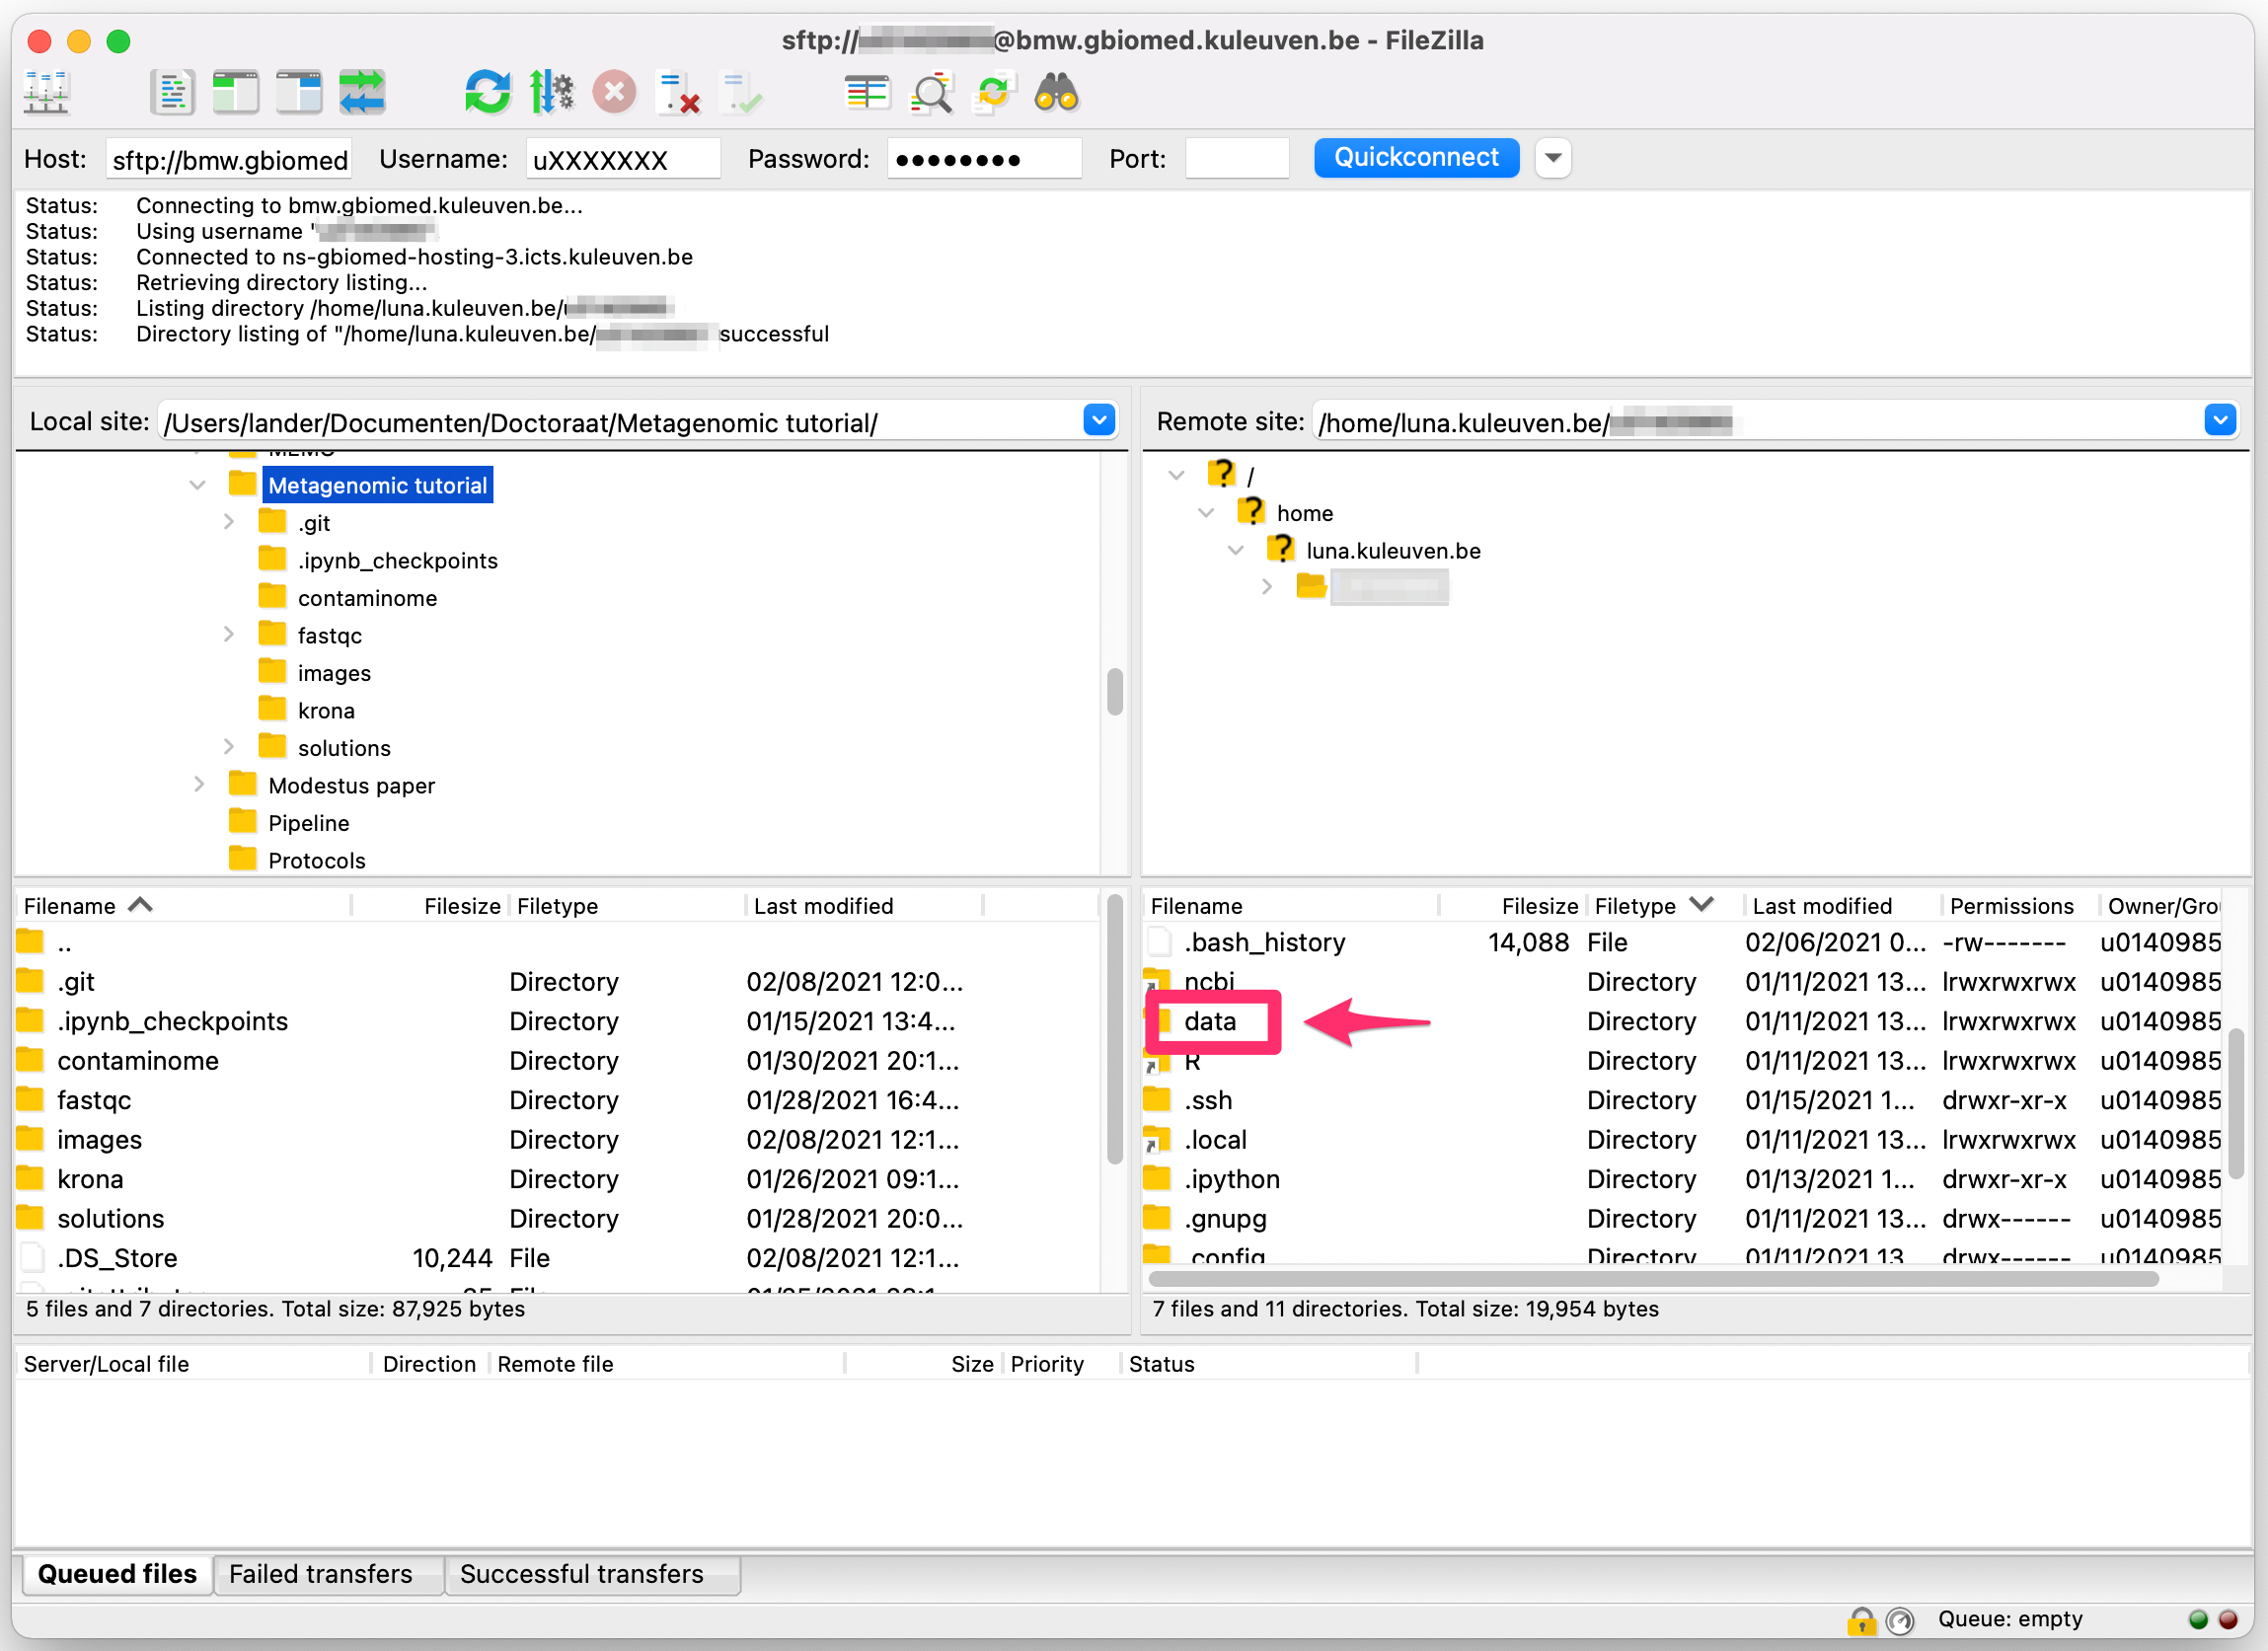 sftp://@bmw.gbiomed.kuleuven.be - FileZilla
Host: sftp://bmw.gbiomed Username: uXXXXXXX Password: ●●●●●●●● Port: Quickconnect
Status: Connecting to bmw.gbiomed.kuleuven.be...
Status: Using username '
Status: Connected to ns-gbiomed-hosting-3.icts.kuleuven.be
Status: Retrieving directory listing...
Status: Listing directory /home/luna.kuleuven.be/
Status: Directory listing of "/home/luna.kuleuven.be/ successful
Local site: /Users/lander/Documenten/Doctoraat/Metagenomic tutorial/
Metagenomic tutorial
.git
.ipynb_checkpoints
contaminome
fastqc
images
krona
solutions
Modestus paper
Pipeline
Protocols
Remote site: /home/luna.kuleuven.be/
/
home
luna.kuleuven.be
Filename Filesize Filetype Last modified
..
.git Directory 02/08/2021 12:0...
.ipynb_checkpoints Directory 01/15/2021 13:4...
contaminome Directory 01/30/2021 20:1...
fastqc Directory 01/28/2021 16:4...
images Directory 02/08/2021 12:1...
krona Directory 01/26/2021 09:1...
solutions Directory 01/28/2021 20:0...
.DS_Store 10,244 File 02/08/2021 12:1...
5 files and 7 directories. Total size: 87,925 bytes
Filename Filesize Filetype Last modified Permissions Owner/Gro
.bash_history 14,088 File 02/06/2021 0... -rw------- u0140985
ncbi Directory 01/11/2021 13... lrwxrwxrwx u0140985
data Directory 01/11/2021 13... lrwxrwxrwx u0140985
R Directory 01/11/2021 13... lrwxrwxrwx u0140985
.ssh Directory 01/15/2021 1... drwxr-xr-x u0140985
.local Directory 01/11/2021 13... lrwxrwxrwx u0140985
.ipython Directory 01/13/2021 1... drwxr-xr-x u0140985
.gnupg Directory 01/11/2021 13... drwx------ u0140985
.config Directory 01/11/2021 13... drwx------ u0140985
7 files and 11 directories. Total size: 19,954 bytes
Server/Local file Direction Remote file Size Priority Status
Queued files Failed transfers Successful transfers
Queue: empty